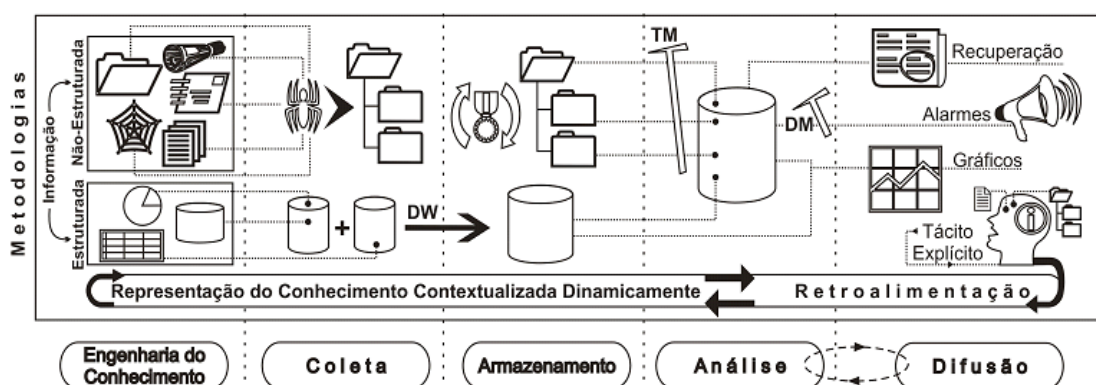 Metodologias
Informação
Não-Estruturada
Estruturada
DW
TM
DM
Recuperação
Alarmes
Gráficos
Tácito
Explícito
Representação do Conhecimento Contextualizada Dinamicamente
Retroalimentação
Engenharia do
Conhecimento
Coleta
Armazenamento
Análise
Difusão